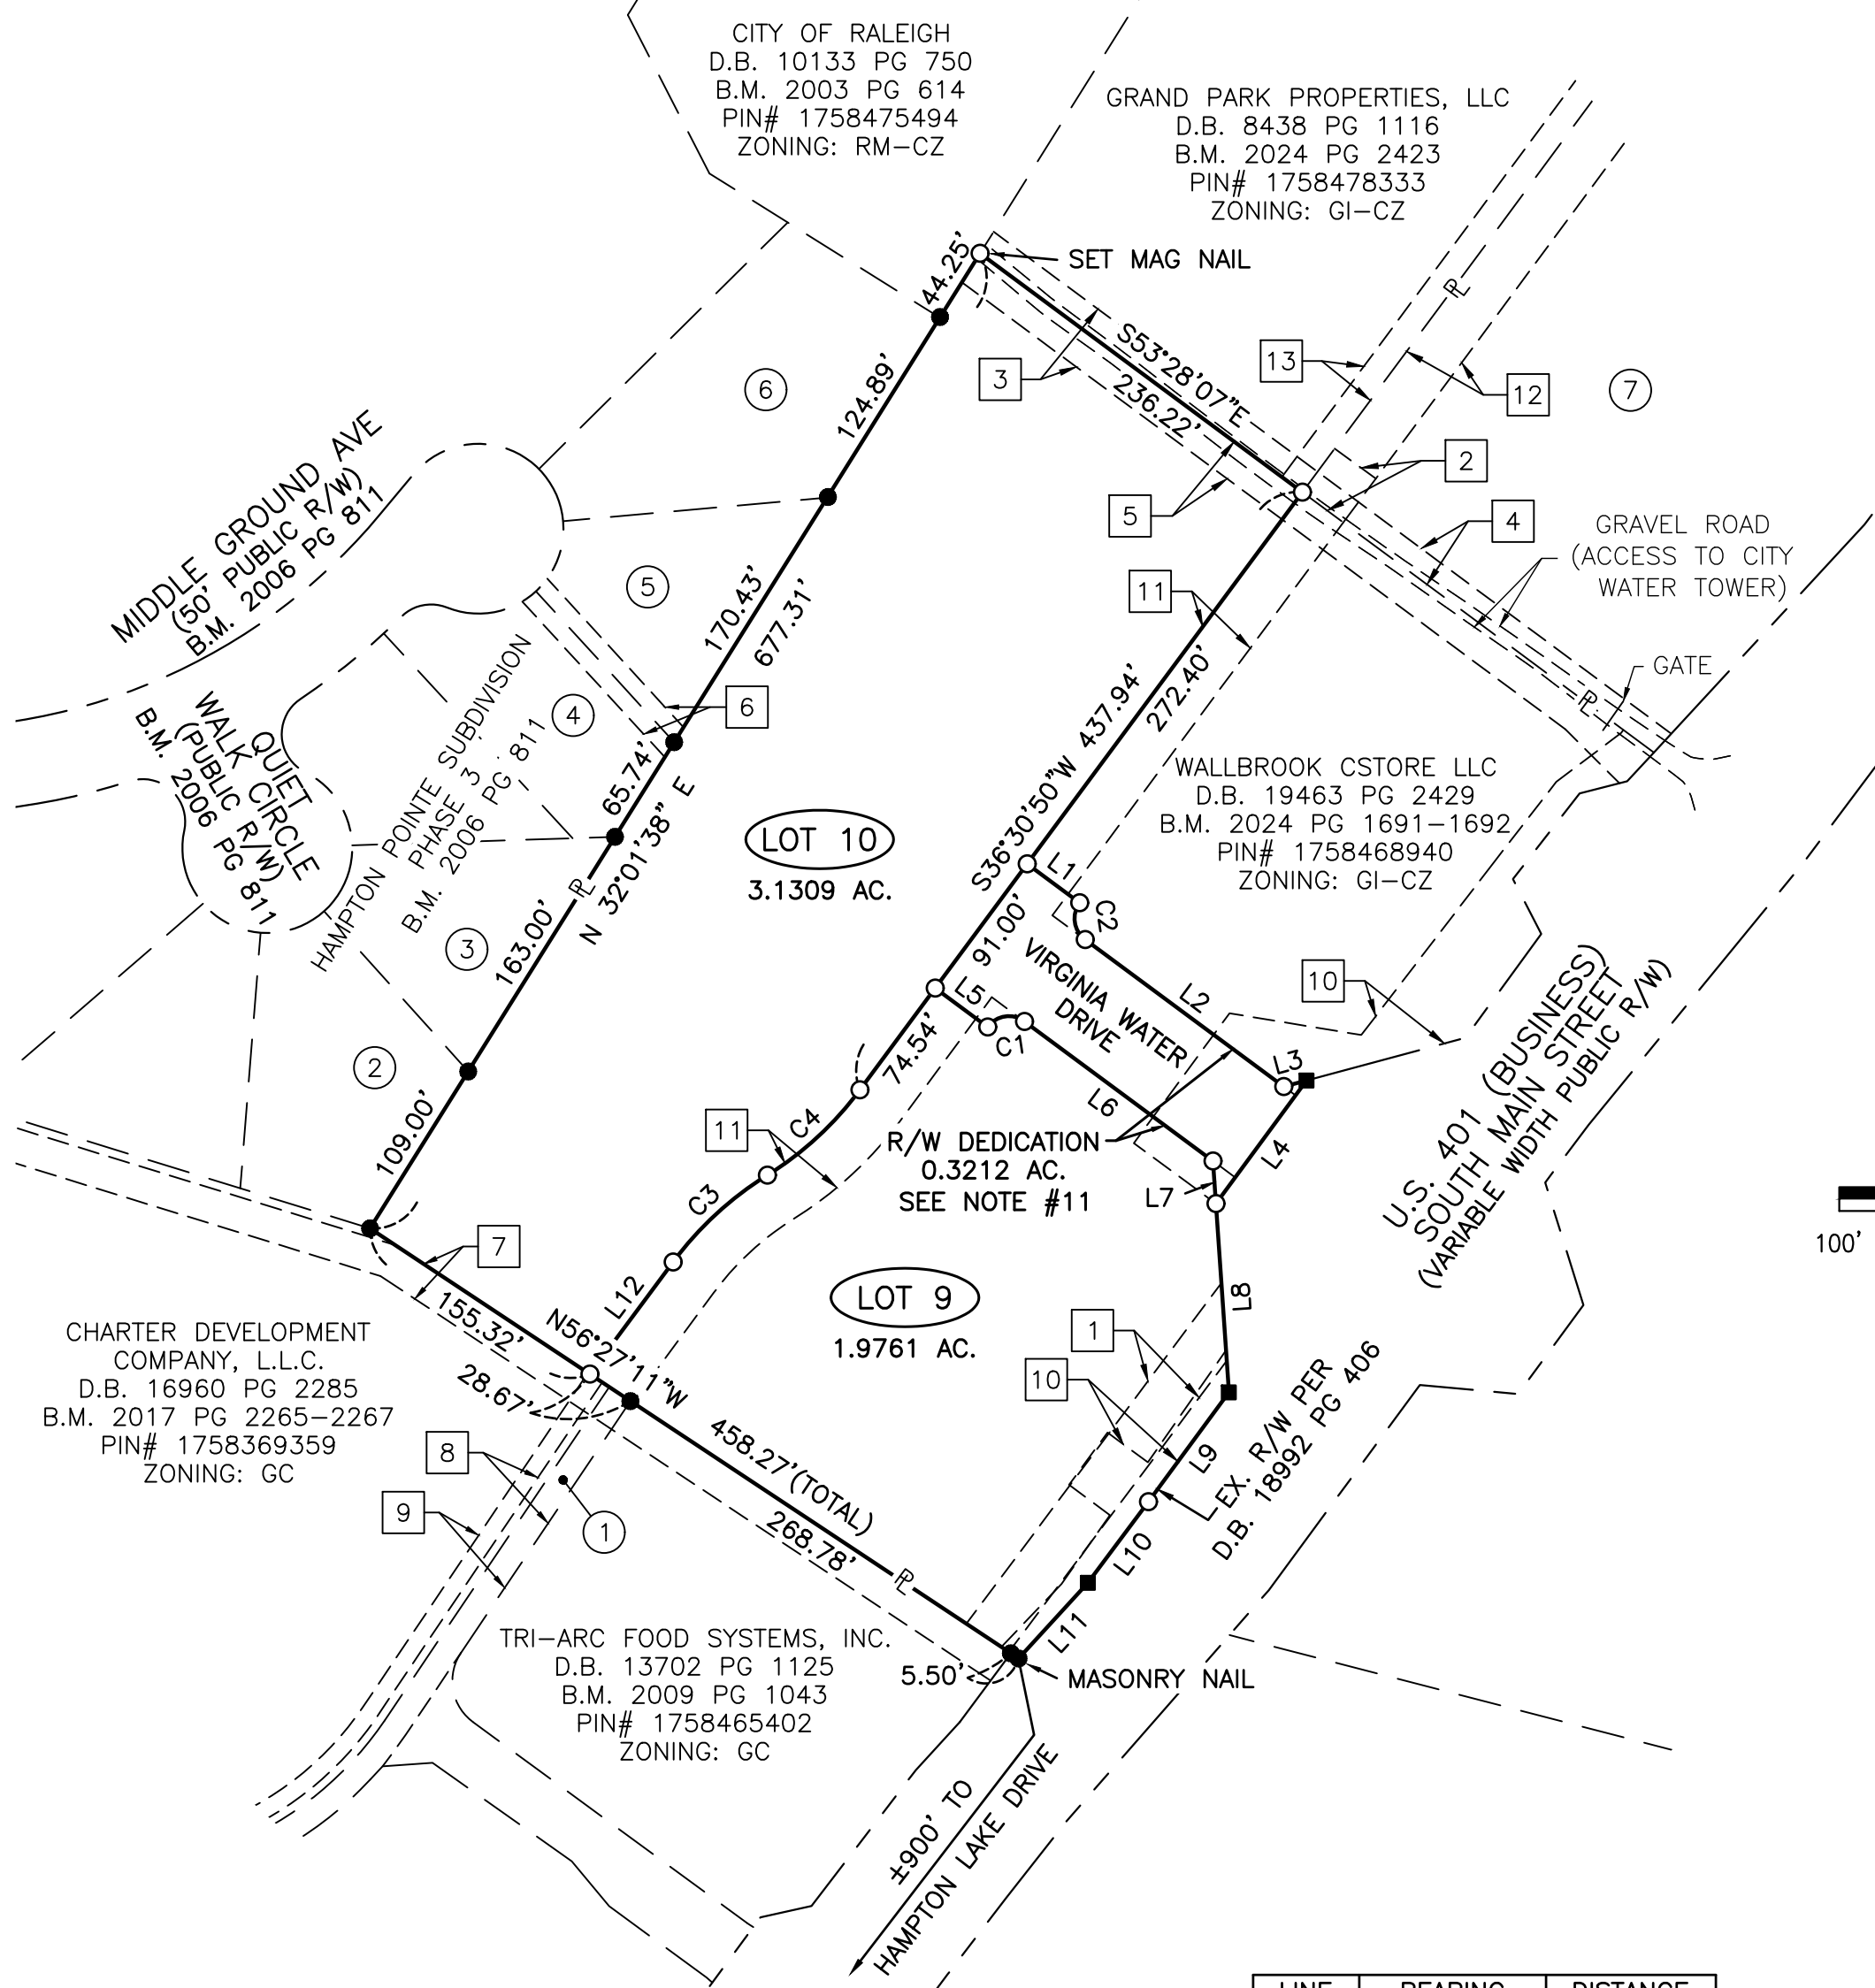 CITY OF RALEIGH
D.B. 10133 PG 750
B.M. 2003 PG 614
PIN# 1758475494
ZONING: RM-CZ
GRAND PARK PROPERTIES, LLC
D.B. 8438 PG 1116
B.M. 2024 PG 2423
PIN# 1758478333
ZONING: GI-CZ
SET MAG NAIL
44.25'
S53°28'07"E
236.22'
3
13
12
7
6
124.89'
2
5
4
GRAVEL ROAD
(ACCESS TO CITY
WATER TOWER)
GATE
MIDDLE GROUND AVE
(50' PUBLIC R/W)
B.M. 2006 PG 811
5
170.43'
677.31'
11
4
6
65.74'
QUIET
WALK CIRCLE
(PUBLIC R/W)
B.M. 2006 PG 811
HAMPTON POINTE SUBDIVISION
PHASE 3
B.M. 2006 PG 811
N 32°01'38" E
LOT 10
3.1309 AC.
S36°30'50"W 437.94'
272.40'
WALLBROOK CSTORE LLC
D.B. 19463 PG 2429
B.M. 2024 PG 1691-1692
PIN# 1758468940
ZONING: GI-CZ
L1
C2
91.00'
3
163.00'
VIRGINIA WATER
DRIVE
L2
10
L5
C1
L3
2
74.54'
L6
L4
109.00'
C4
11
R/W DEDICATION
0.3212 AC.
SEE NOTE #11
L7
U.S. 401 (BUSINESS)
SOUTH MAIN STREET
(VARIABLE WIDTH PUBLIC R/W)
C3
7
100'
L12
LOT 9
1.9761 AC.
L8
155.32'
N56°27'11"W
28.67'
458.27'(TOTAL)
268.78'
1
10
CHARTER DEVELOPMENT
COMPANY, L.L.C.
D.B. 16960 PG 2285
B.M. 2017 PG 2265-2267
PIN# 1758369359
ZONING: GC
8
9
1
L9
EX. R/W PER
D.B. 18992 PG 406
L10
L11
TRI-ARC FOOD SYSTEMS, INC.
D.B. 13702 PG 1125
B.M. 2009 PG 1043
PIN# 1758465402
ZONING: GC
5.50'
MASONRY NAIL
±900' TO
HAMPTON LAKE DRIVE
LINE BEARING DISTANCE